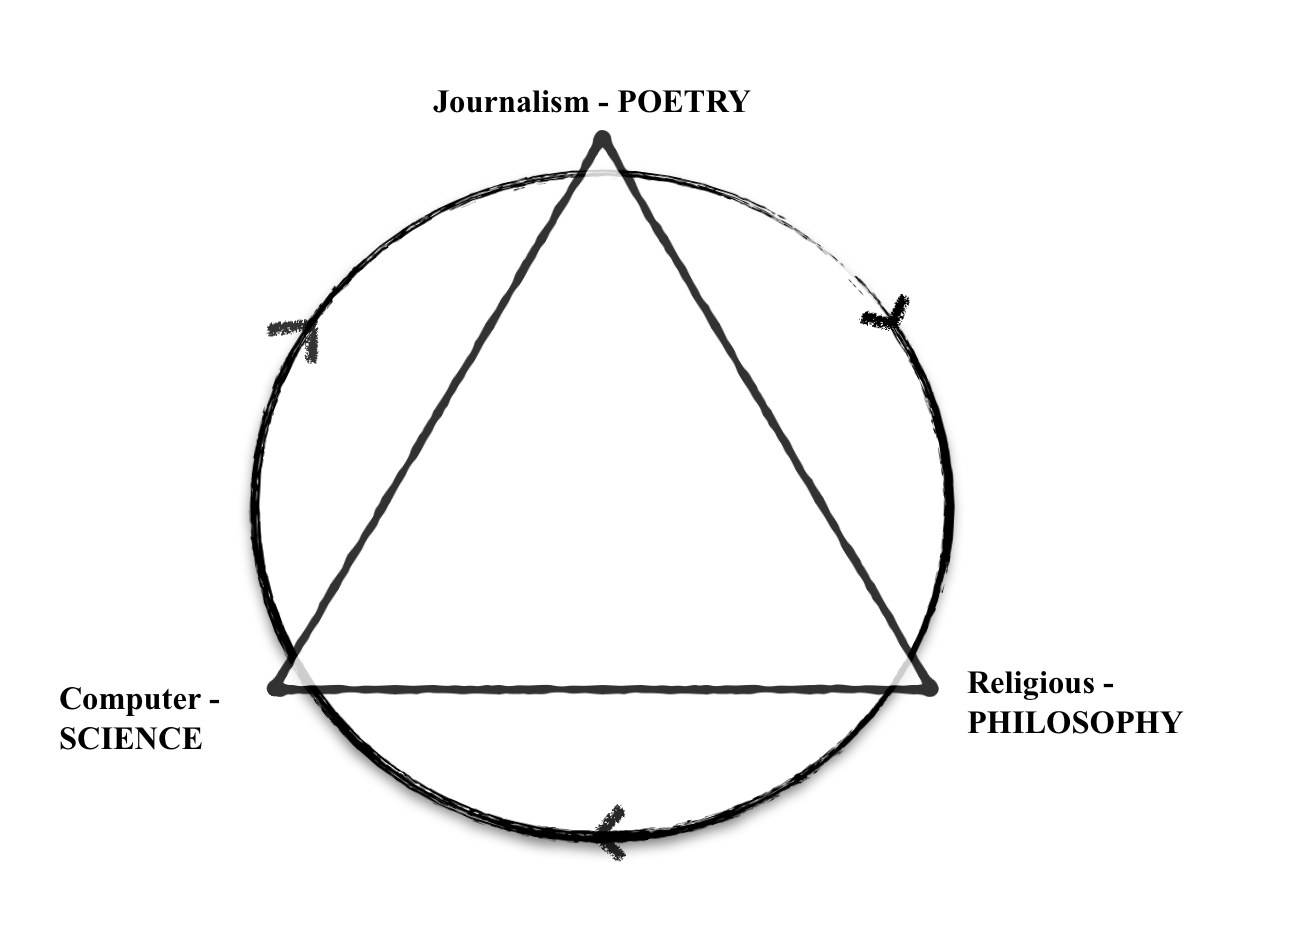 Journalism - POETRY
Computer -
SCIENCE
Religious -
PHILOSOPHY